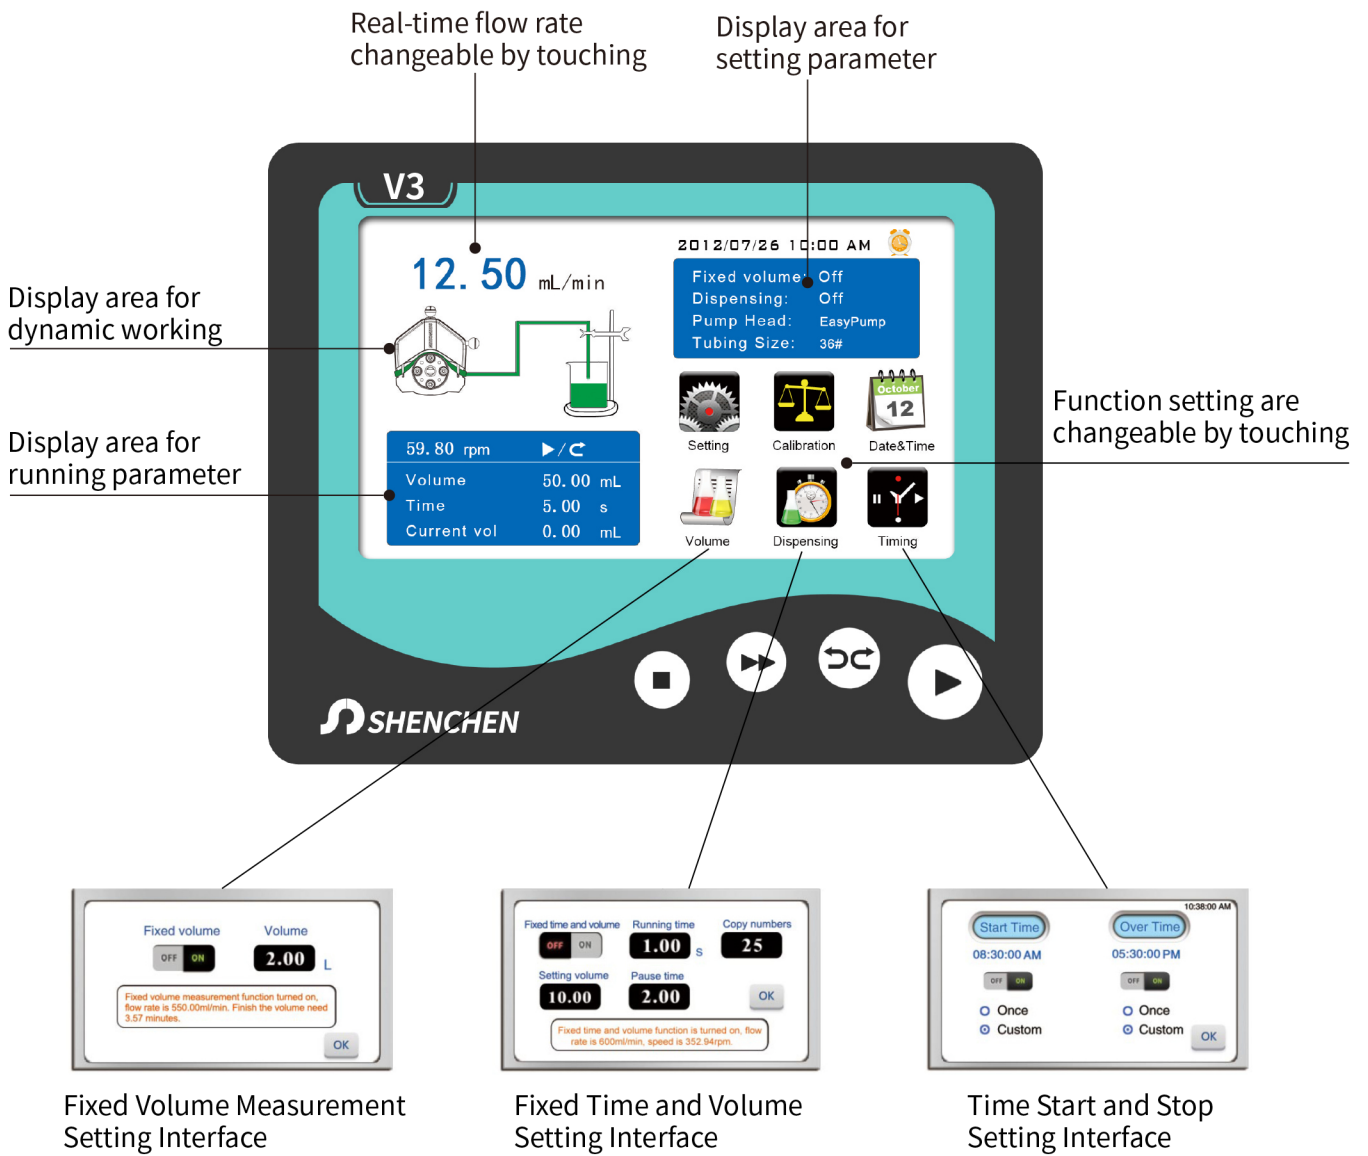 Real-time flow rate
changeable by touching
Display area for
setting parameter
V3
2012/07/26 10:00 AM
12.50 mL/min
Fixed volume: Off
Dispensing: Off
Pump Head: EasyPump
Tubing Size: 36#
Display area for
dynamic working
October
12
Setting
Calibration
Date&Time
Function setting are
changeable by touching
Display area for
running parameter
59.80 rpm
Volume 50.00 mL
Time 5.00 s
Current vol 0.00 mL
Volume
Dispensing
Timing
SHENCHEN
Fixed volume
Volume
OFF ON
2.00 L
Fixed volume measurement function turned on,
flow rate is 550.00ml/min. Finish the volume need
3.57 minutes.
OK
Fixed Volume Measurement
Setting Interface
Fixed time and volume
Running time
Copy numbers
OFF ON
1.00 s
25
Setting volume
Pause time
10.00
2.00
OK
Fixed time and volume function is turned on, flow
rate is 600ml/min, speed is 352.94rpm.
Fixed Time and Volume
Setting Interface
10:38:00 AM
Start Time
Over Time
08:30:00 AM
05:30:00 PM
OFF ON
OFF ON
Once
Once
Custom
Custom
OK
Time Start and Stop
Setting Interface